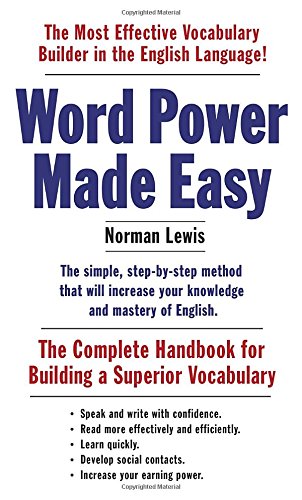 The Most Effective Vocabulary
Builder in the English Language!
Word Power
Made Easy
Norman Lewis
The simple, step-by-step method
that will increase your knowledge
and mastery of English.
The Complete Handbook for
Building a Superior Vocabulary
• Speak and write with confidence.
• Read more effectively and efficiently.
• Learn quickly.
• Develop social contacts.
• Increase your earning power.